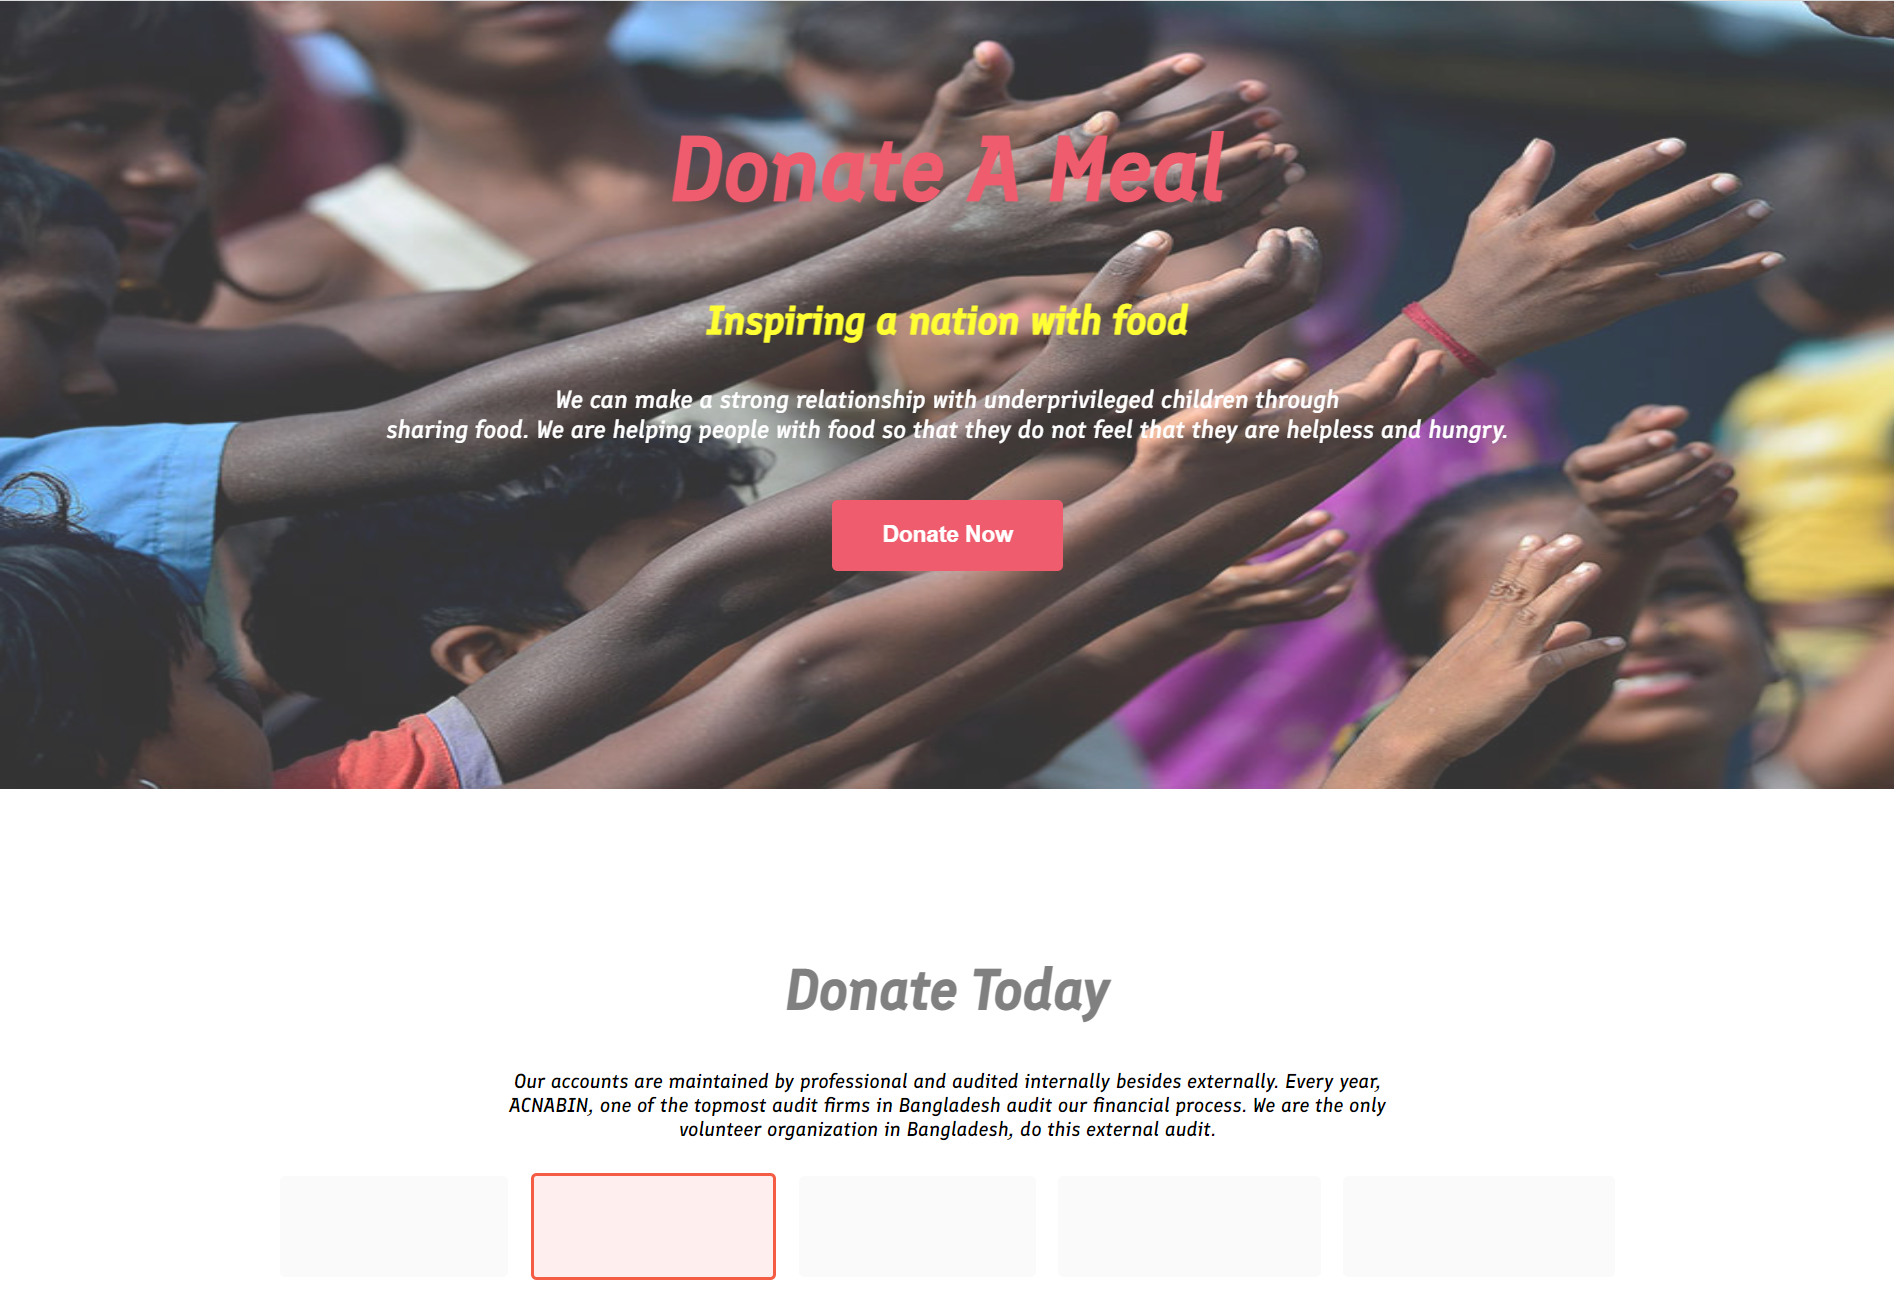 Donate A Meal
Inspiring a nation with food
We can make a strong relationship with underprivileged children through
sharing food. We are helping people with food so that they do not feel that they are helpless and hungry.
Donate Now
Donate Today
Our accounts are maintained by professional and audited internally besides externally. Every year,
ACNABIN, one of the topmost audit firms in Bangladesh audit our financial process. We are the only
volunteer organization in Bangladesh, do this external audit.